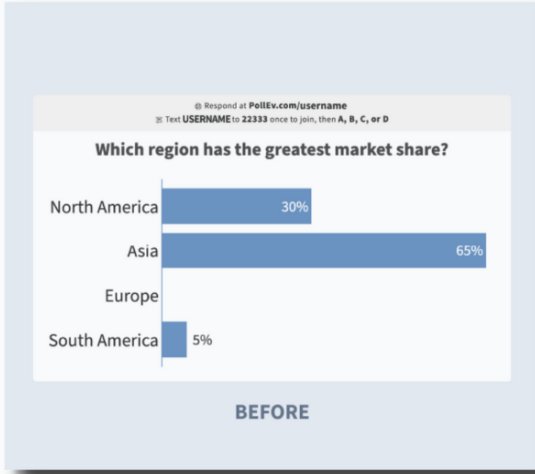 Respond at PollEv.com/username
Text USERNAME to 22333 once to join, then A, B, C, or D
Which region has the greatest market share?
North America 30%
Asia 65%
Europe
South America 5%
BEFORE